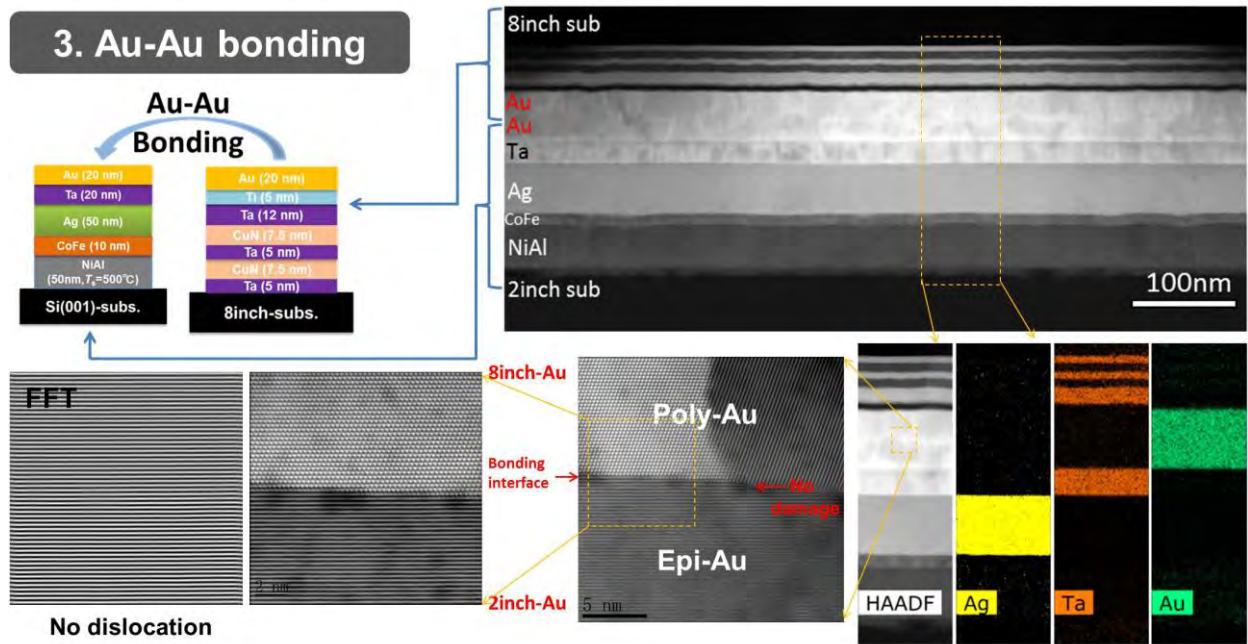 3. Au-Au bonding
Au-Au
Bonding
Au (20 nm)
Ta (20 nm)
Ag (50 nm)
CoFe (10 nm)
NiAl
(50nm, Ts=500℃)
Si(001)-subs.
Au (20 nm)
Ti (5 nm)
Ta (12 nm)
CuN (7.5 nm)
Ta (5 nm)
CuN (7.5 nm)
Ta (5 nm)
8inch-subs.
8inch sub
Au
Au
Ta
Ag
CoFe
NiAl
2inch sub
100nm
FFT
No dislocation
2 nm
8inch-Au
Bonding
interface
2inch-Au
Poly-Au
No
damage
Epi-Au
5 nm
HAADF
Ag
Ta
Au